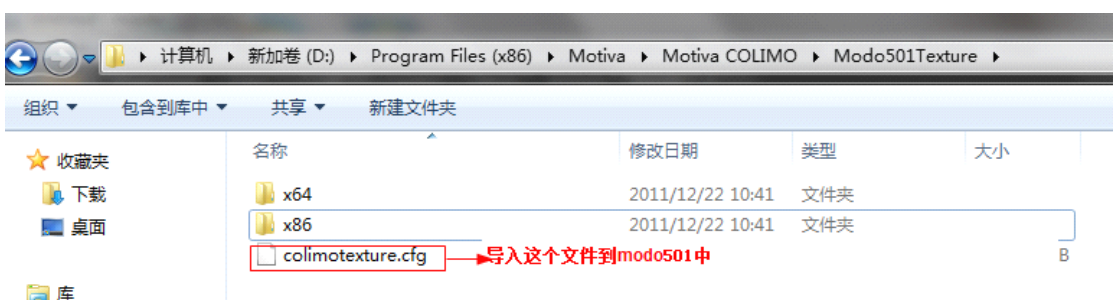 计算机 新加卷 (D:) Program Files (x86) Motiva Motiva COLIMO Modo501Texture
组织 包含到库中 共享 新建文件夹
收藏夹
下载
桌面
库
名称 修改日期 类型 大小
x64 2011/12/22 10:41 文件夹
x86 2011/12/22 10:41 文件夹
colimotexture.cfg 导入这个文件到modo501中 B